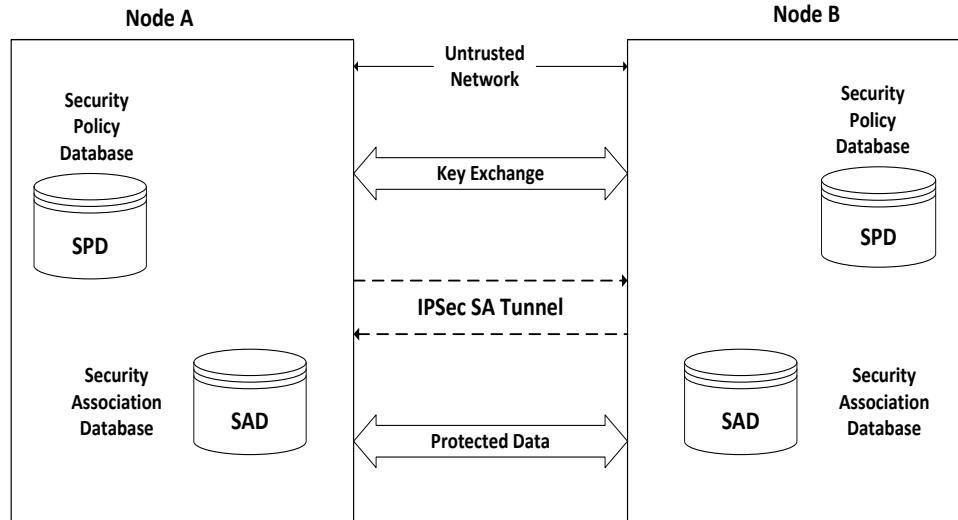 Node A
Node B
Untrusted
Network
Security
Policy
Database
SPD
Key Exchange
Security
Policy
Database
SPD
IPSec SA Tunnel
Security
Association
Database
SAD
Protected Data
SAD
Security
Association
Database